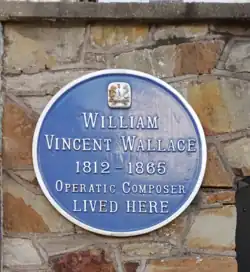 WILLIAM
VINCENT WALLACE
1812-1865
OPERATIC COMPOSER
LIVED HERE